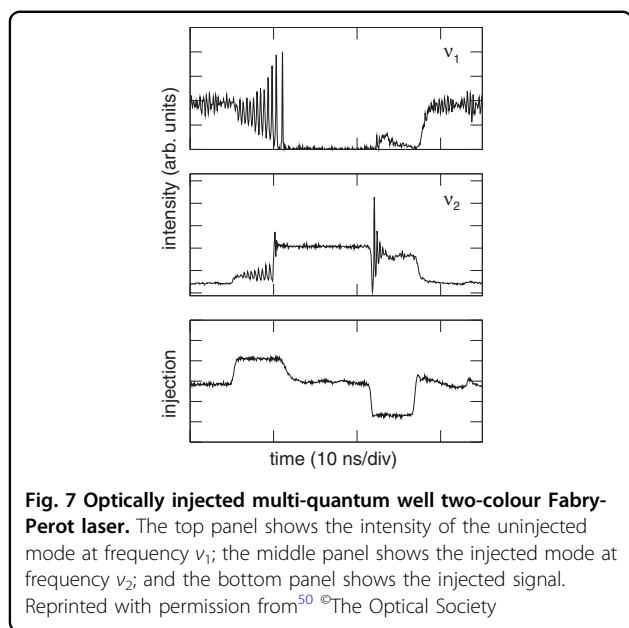 ν1
intensity (arb. units)
ν2
injection
time (10 ns/div)
Fig. 7 Optically injected multi-quantum well two-colour Fabry-
Perot laser. The top panel shows the intensity of the uninjected
mode at frequency ν1; the middle panel shows the injected mode at
frequency ν2; and the bottom panel shows the injected signal.
Reprinted with permission from50 ©The Optical Society